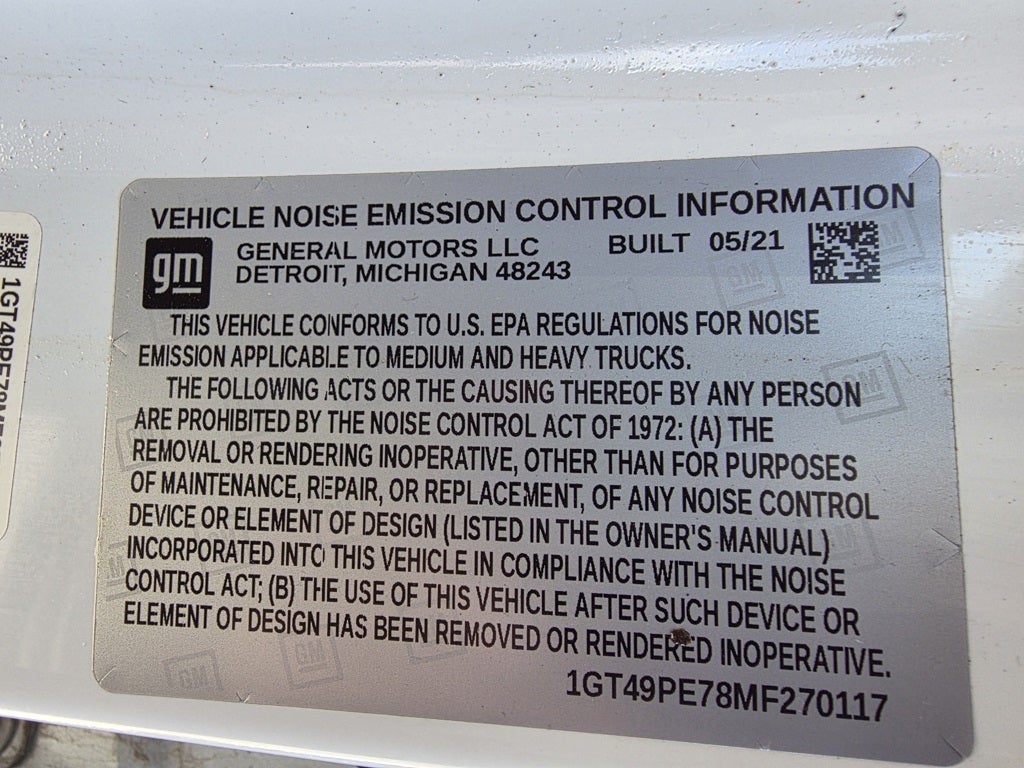 VEHICLE NOISE EMISSION CONTROL INFORMATION
gm
GENERAL MOTORS LLC BUILT 05/21
DETROIT, MICHIGAN 48243
THIS VEHICLE CONFORMS TO U.S. EPA REGULATIONS FOR NOISE
EMISSION APPLICABLE TO MEDIUM AND HEAVY TRUCKS.
THE FOLLOWING ACTS OR THE CAUSING THEREOF BY ANY PERSON
ARE PROHIBITED BY THE NOISE CONTROL ACT OF 1972: (A) THE
REMOVAL OR RENDERING INOPERATIVE, OTHER THAN FOR PURPOSES
OF MAINTENANCE, REPAIR, OR REPLACEMENT, OF ANY NOISE CONTROL
DEVICE OR ELEMENT OF DESIGN (LISTED IN THE OWNER'S MANUAL)
INCORPORATED INTO THIS VEHICLE IN COMPLIANCE WITH THE NOISE
CONTROL ACT; (B) THE USE OF THIS VEHICLE AFTER SUCH DEVICE OR
ELEMENT OF DESIGN HAS BEEN REMOVED OR RENDERED INOPERATIVE.
1GT49PE78MF270117